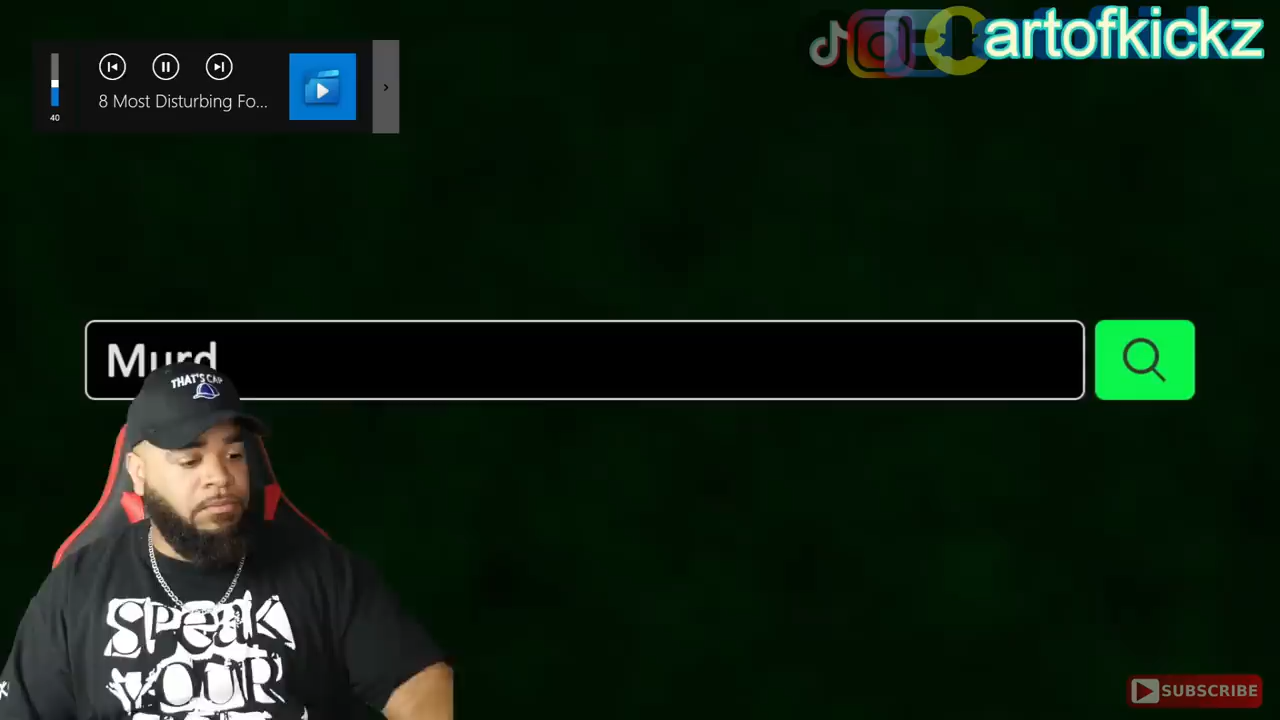 artofkickz
8 Most Disturbing Fo...
40
Murd
THAT'S CAP
SPEAK
YOUR
SUBSCRIBE